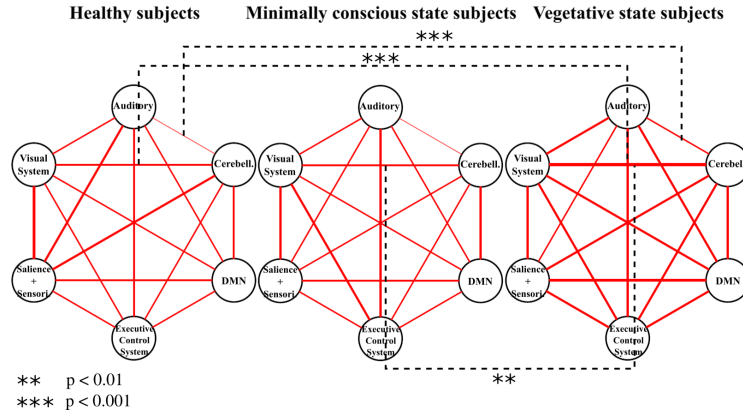 Healthy subjects
Minimally conscious state subjects
Vegetative state subjects
***
***
Auditory
Visual
System
Cerebell.
Salience
+
Sensori.
DMN
Executive
Control
System
Auditory
Visual
System
Cerebell.
Salience
+
Sensori.
DMN
Executive
Control
System
Auditory
Visual
System
Cerebell.
Salience
+
Sensori.
DMN
Executive
Control
System
**
** p < 0.01
*** p < 0.001